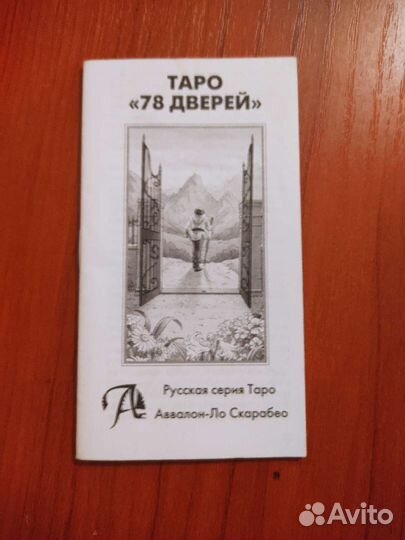 ТАРО
«78 ДВЕРЕЙ»
Русская серия Таро
Аввалон-Ло Скарабео
Avito